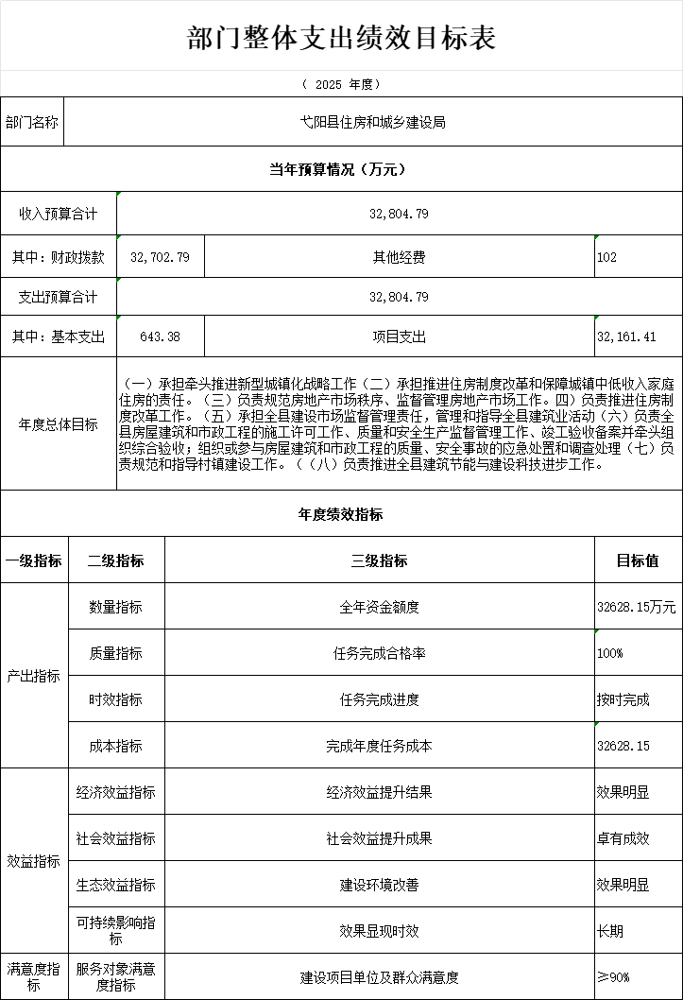 部门整体支出绩效目标表
（ 2025 年度）
部门名称 弋阳县住房和城乡建设局
当年预算情况（万元）
收入预算合计 32,804.79
其中：财政拨款 32,702.79 其他经费 102
支出预算合计 32,804.79
其中：基本支出 643.38 项目支出 32,161.41
年度总体目标
（一）承担牵头推进新型城镇化战略工作（二）承担推进住房制度改革和保障城镇中低收入家庭
住房的责任。（三）负责规范房地产市场秩序、监督管理房地产市场工作。四）负责推进住房制
度改革工作。（五）承担全县建设市场监督管理责任，管理和指导全县建筑业活动（六）负责全
县房屋建筑和市政工程的施工许可工作、质量和安全生产监督管理工作、竣工验收备案并牵头组
织综合验收；组织或参与房屋建筑和市政工程的质量、安全事故的应急处置和调查处理（七）负
责规范和指导村镇建设工作。（（八）负责推进全县建筑节能与建设科技进步工作。
年度绩效指标
一级指标 二级指标 三级指标 目标值
产出指标
数量指标 全年资金额度 32628.15万元
质量指标 任务完成合格率 100%
时效指标 任务完成进度 按时完成
成本指标 完成年度任务成本 32628.15
效益指标
经济效益指标 经济效益提升结果 效果明显
社会效益指标 社会效益提升成果 卓有成效
生态效益指标 建设环境改善 效果明显
可持续影响指
标 效果显现时效 长期
满意度指
标
服务对象满意
度指标 建设项目单位及群众满意度 ≥90%